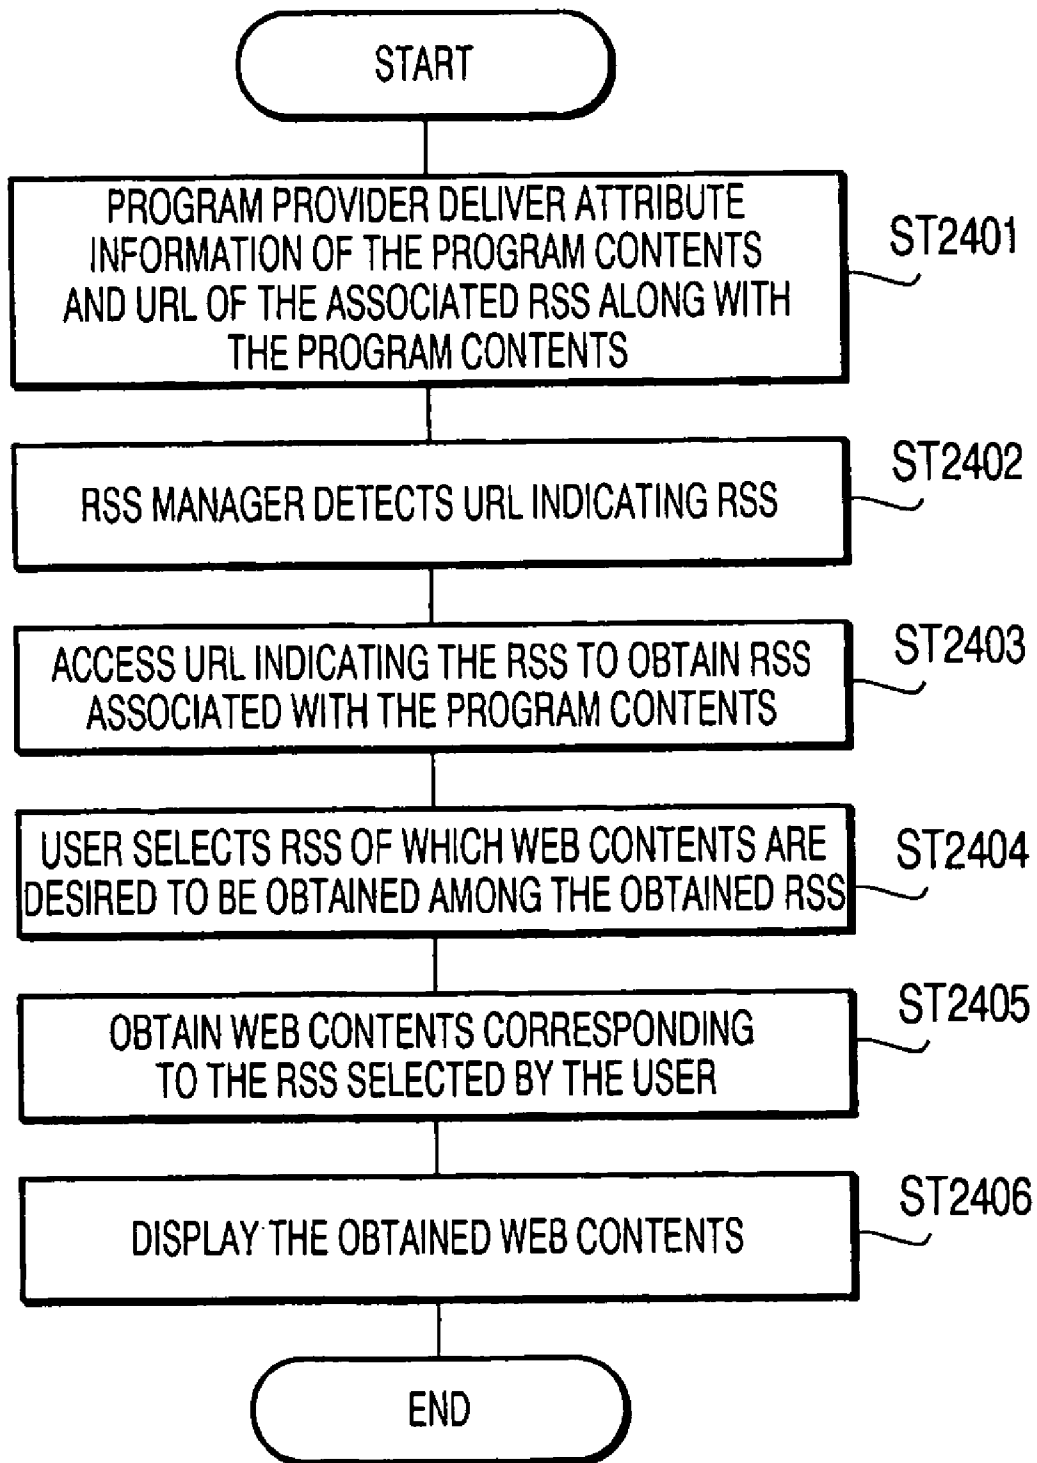 START
PROGRAM PROVIDER DELIVER ATTRIBUTE
INFORMATION OF THE PROGRAM CONTENTS
AND URL OF THE ASSOCIATED RSS ALONG WITH
THE PROGRAM CONTENTS
ST2401
RSS MANAGER DETECTS URL INDICATING RSS
ST2402
ACCESS URL INDICATING THE RSS TO OBTAIN RSS
ASSOCIATED WITH THE PROGRAM CONTENTS
ST2403
USER SELECTS RSS OF WHICH WEB CONTENTS ARE
DESIRED TO BE OBTAINED AMONG THE OBTAINED RSS
ST2404
OBTAIN WEB CONTENTS CORRESPONDING
TO THE RSS SELECTED BY THE USER
ST2405
DISPLAY THE OBTAINED WEB CONTENTS
ST2406
END